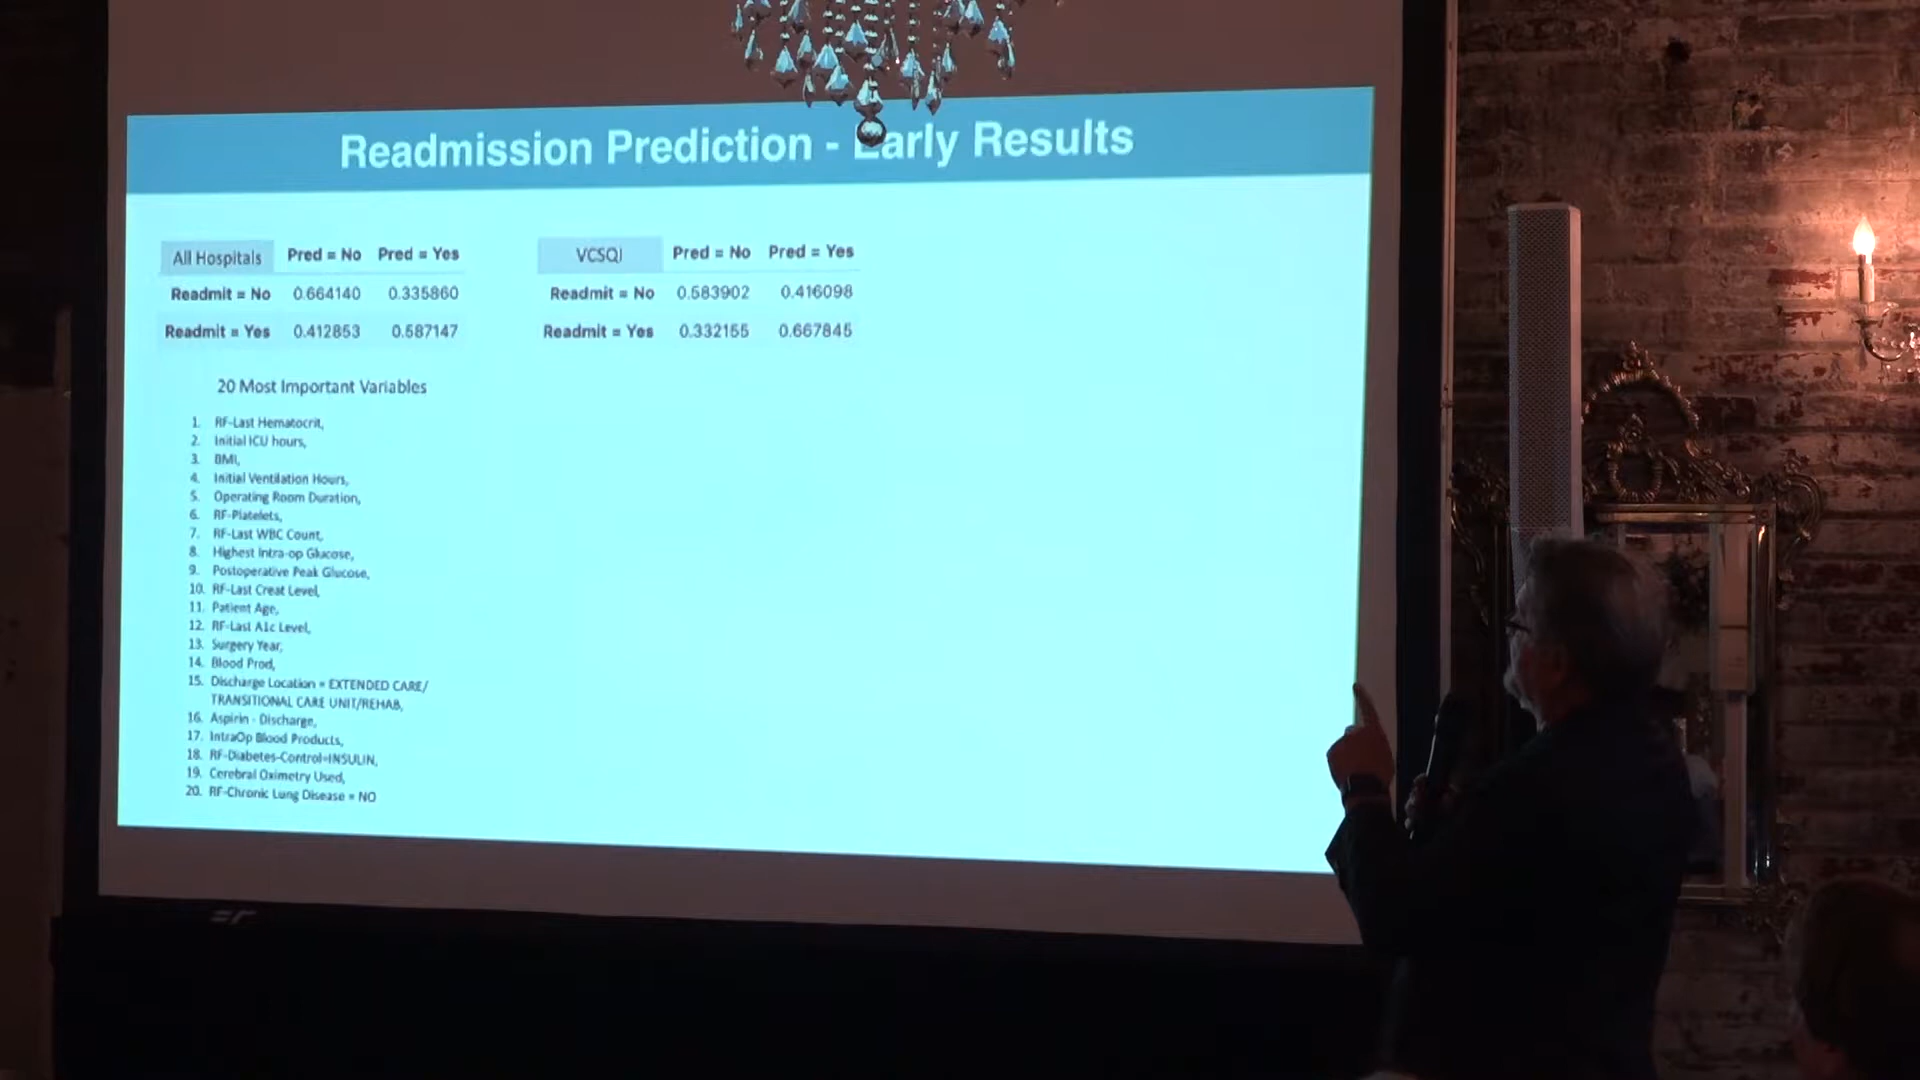 Readmission Prediction - Early Results
All Hospitals Pred = No Pred = Yes
Readmit = No 0.664140 0.335860
Readmit = Yes 0.412853 0.587147
VCSQI Pred = No Pred = Yes
Readmit = No 0.583902 0.416098
Readmit = Yes 0.332155 0.667845
20 Most Important Variables
1. RF-Last Hematocrit,
2. Initial ICU hours,
3. BMI,
4. Initial Ventilation Hours,
5. Operating Room Duration,
6. RF-Platelets,
7. RF-Last WBC Count,
8. Highest Intra-op Glucose,
9. Postoperative Peak Glucose,
10. RF-Last Creat Level,
11. Patient Age,
12. RF-Last A1c Level,
13. Surgery Year,
14. Blood Prod,
15. Discharge Location = EXTENDED CARE/
TRANSITIONAL CARE UNIT/REHAB,
16. Aspirin - Discharge,
17. IntraOp Blood Products,
18. RF-Diabetes-Control=INSULIN,
19. Cerebral Oximetry Used,
20. RF-Chronic Lung Disease = NO